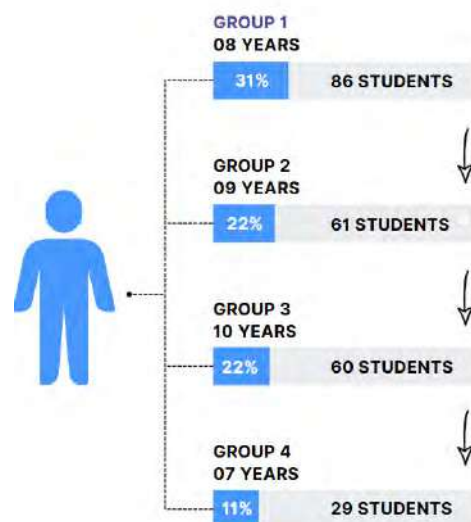 GROUP 1
08 YEARS
31% 86 STUDENTS
GROUP 2
09 YEARS
22% 61 STUDENTS
GROUP 3
10 YEARS
22% 60 STUDENTS
GROUP 4
07 YEARS
11% 29 STUDENTS